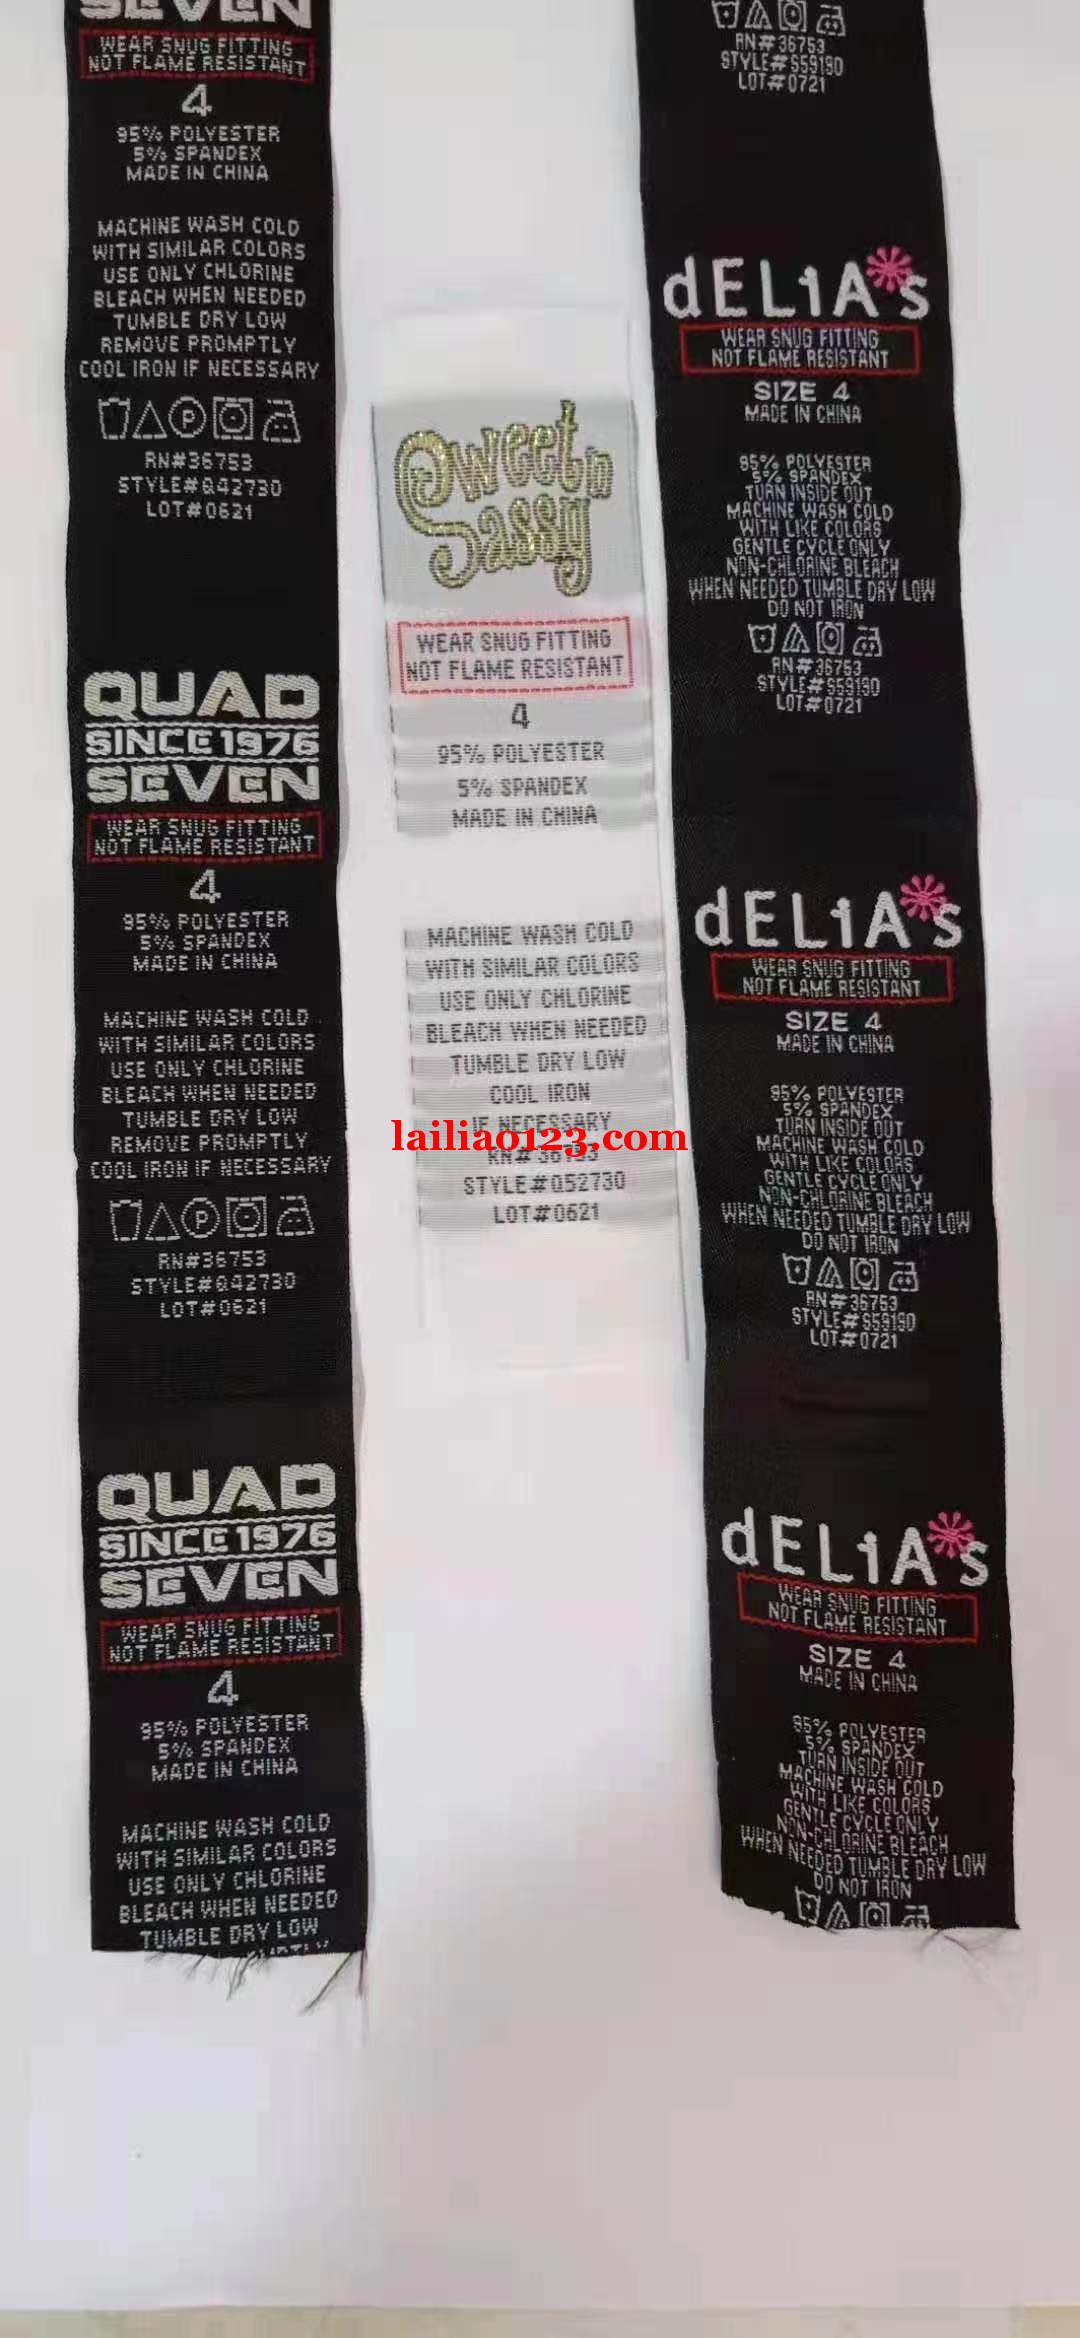 SEVEN
WEAR SNUG FITTING
NOT FLAME RESISTANT
4
95% POLYESTER
5% SPANDEX
MADE IN CHINA
MACHINE WASH COLD
WITH SIMILAR COLORS
USE ONLY CHLORINE
BLEACH WHEN NEEDED
TUMBLE DRY LOW
REMOVE PROMPTLY
COOL IRON IF NECESSARY
P
RN#36753
STYLE#Q42730
LOT#0621
QUAD
SINCE 1976
SEVEN
WEAR SNUG FITTING
NOT FLAME RESISTANT
4
95% POLYESTER
5% SPANDEX
MADE IN CHINA
MACHINE WASH COLD
WITH SIMILAR COLORS
USE ONLY CHLORINE
BLEACH WHEN NEEDED
TUMBLE DRY LOW
REMOVE PROMPTLY
COOL IRON IF NECESSARY
P
RN#36753
STYLE#Q42730
LOT#0621
QUAD
SINCE 1976
SEVEN
WEAR SNUG FITTING
NOT FLAME RESISTANT
4
95% POLYESTER
5% SPANDEX
MADE IN CHINA
MACHINE WASH COLD
WITH SIMILAR COLORS
USE ONLY CHLORINE
BLEACH WHEN NEEDED
TUMBLE DRY LOW
Sweet n
Sassy
WEAR SNUG FITTING
NOT FLAME RESISTANT
4
95% POLYESTER
5% SPANDEX
MADE IN CHINA
MACHINE WASH COLD
WITH SIMILAR COLORS
USE ONLY CHLORINE
BLEACH WHEN NEEDED
TUMBLE DRY LOW
COOL IRON
IF NECESSARY
lailiao123.com
RN#36753
STYLE#Q52730
LOT#0621
RN#36753
STYLE#S59190
LOT#0721
dELiA*s
WEAR SNUG FITTING
NOT FLAME RESISTANT
SIZE 4
MADE IN CHINA
95% POLYESTER
5% SPANDEX
TURN INSIDE OUT
MACHINE WASH COLD
WITH LIKE COLORS
GENTLE CYCLE ONLY
NON-CHLORINE BLEACH
WHEN NEEDED TUMBLE DRY LOW
DO NOT IRON
RN#36753
STYLE#S59190
LOT#0721
dELiA*s
WEAR SNUG FITTING
NOT FLAME RESISTANT
SIZE 4
MADE IN CHINA
95% POLYESTER
5% SPANDEX
TURN INSIDE OUT
MACHINE WASH COLD
WITH LIKE COLORS
GENTLE CYCLE ONLY
NON-CHLORINE BLEACH
WHEN NEEDED TUMBLE DRY LOW
DO NOT IRON
RN#36753
STYLE#S59190
LOT#0721
dELiA*s
WEAR SNUG FITTING
NOT FLAME RESISTANT
SIZE 4
MADE IN CHINA
95% POLYESTER
5% SPANDEX
TURN INSIDE OUT
MACHINE WASH COLD
WITH LIKE COLORS
GENTLE CYCLE ONLY
NON-CHLORINE BLEACH
WHEN NEEDED TUMBLE DRY LOW
DO NOT IRON